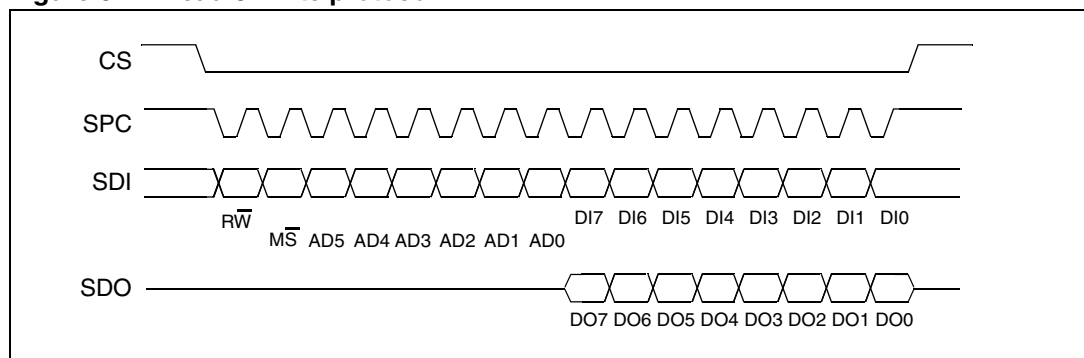 CS
SPC
SDI
RW̅
DI7 DI6 DI5 DI4 DI3 DI2 DI1 DI0
MS̅ AD5 AD4 AD3 AD2 AD1 AD0
SDO
DO7 DO6 DO5 DO4 DO3 DO2 DO1 DO0